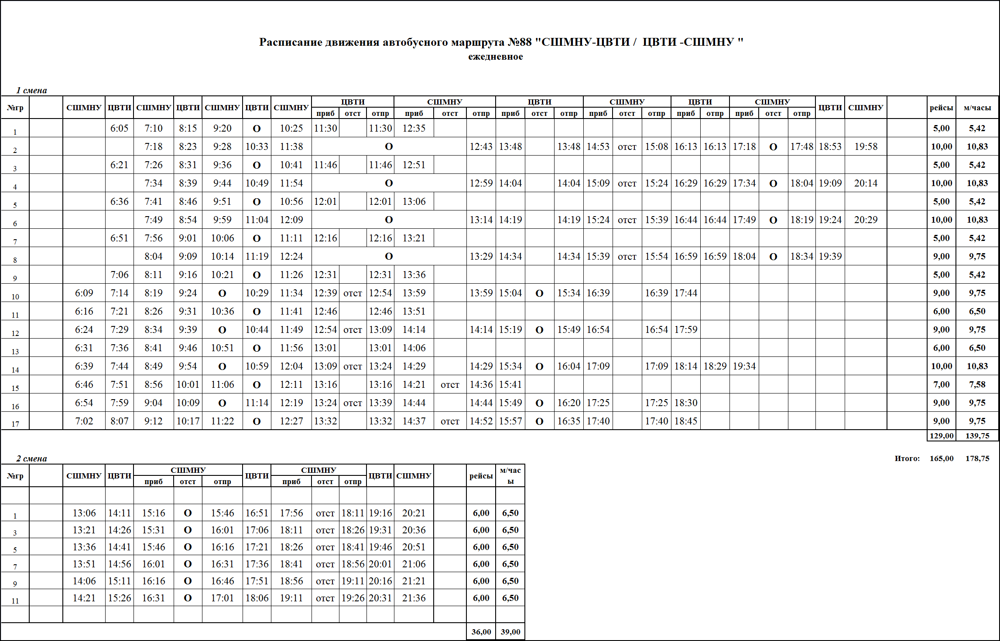 Расписание движения автобусного маршрута №88 "СШМНУ-ЦВТИ /  ЦВТИ -СШМНУ "
ежедневное
1 смена
№гр СШМНУ ЦВТИ СШМНУ ЦВТИ СШМНУ ЦВТИ СШМНУ ЦВТИ СШМНУ ЦВТИ СШМНУ ЦВТИ СШМНУ ЦВТИ СШМНУ рейсы м/часы
приб отст отпр приб отст отпр приб отст отпр приб отст отпр приб отпр приб отст отпр
1 6:05 7:10 8:15 9:20 О 10:25 11:30 11:30 12:35 5,00 5,42
2 7:18 8:23 9:28 10:33 11:38 О 12:43 13:48 13:48 14:53 отст 15:08 16:13 16:13 17:18 О 17:48 18:53 19:58 10,00 10,83
3 6:21 7:26 8:31 9:36 О 10:41 11:46 11:46 12:51 5,00 5,42
4 7:34 8:39 9:44 10:49 11:54 О 12:59 14:04 14:04 15:09 отст 15:24 16:29 16:29 17:34 О 18:04 19:09 20:14 10,00 10,83
5 6:36 7:41 8:46 9:51 О 10:56 12:01 12:01 13:06 5,00 5,42
6 7:49 8:54 9:59 11:04 12:09 О 13:14 14:19 14:19 15:24 отст 15:39 16:44 16:44 17:49 О 18:19 19:24 20:29 10,00 10,83
7 6:51 7:56 9:01 10:06 О 11:11 12:16 12:16 13:21 5,00 5,42
8 8:04 9:09 10:14 11:19 12:24 О 13:29 14:34 14:34 15:39 отст 15:54 16:59 16:59 18:04 О 18:34 19:39 9,00 9,75
9 7:06 8:11 9:16 10:21 О 11:26 12:31 12:31 13:36 5,00 5,42
10 6:09 7:14 8:19 9:24 О 10:29 11:34 12:39 отст 12:54 13:59 13:59 15:04 О 15:34 16:39 16:39 17:44 9,00 9,75
11 6:16 7:21 8:26 9:31 10:36 О 11:41 12:46 12:46 13:51 6,00 6,50
12 6:24 7:29 8:34 9:39 О 10:44 11:49 12:54 отст 13:09 14:14 14:14 15:19 О 15:49 16:54 16:54 17:59 9,00 9,75
13 6:31 7:36 8:41 9:46 10:51 О 11:56 13:01 13:01 14:06 6,00 6,50
14 6:39 7:44 8:49 9:54 О 10:59 12:04 13:09 отст 13:24 14:29 14:29 15:34 О 16:04 17:09 17:09 18:14 18:29 19:34 10,00 10,83
15 6:46 7:51 8:56 10:01 11:06 О 12:11 13:16 13:16 14:21 отст 14:36 15:41 7,00 7,58
16 6:54 7:59 9:04 10:09 О 11:14 12:19 13:24 отст 13:39 14:44 14:44 15:49 О 16:20 17:25 17:25 18:30 9,00 9,75
17 7:02 8:07 9:12 10:17 11:22 О 12:27 13:32 13:32 14:37 отст 14:52 15:57 О 16:35 17:40 17:40 18:45 9,00 9,75
129,00 139,75
2 смена Итого: 165,00 178,75
№гр СШМНУ ЦВТИ СШМНУ ЦВТИ СШМНУ ЦВТИ СШМНУ рейсы м/час
ы
приб отст отпр приб отст отпр
1 13:06 14:11 15:16 О 15:46 16:51 17:56 отст 18:11 19:16 20:21 6,00 6,50
3 13:21 14:26 15:31 О 16:01 17:06 18:11 отст 18:26 19:31 20:36 6,00 6,50
5 13:36 14:41 15:46 О 16:16 17:21 18:26 отст 18:41 19:46 20:51 6,00 6,50
7 13:51 14:56 16:01 О 16:31 17:36 18:41 отст 18:56 20:01 21:06 6,00 6,50
9 14:06 15:11 16:16 О 16:46 17:51 18:56 отст 19:11 20:16 21:21 6,00 6,50
11 14:21 15:26 16:31 О 17:01 18:06 19:11 отст 19:26 20:31 21:36 6,00 6,50
36,00 39,00